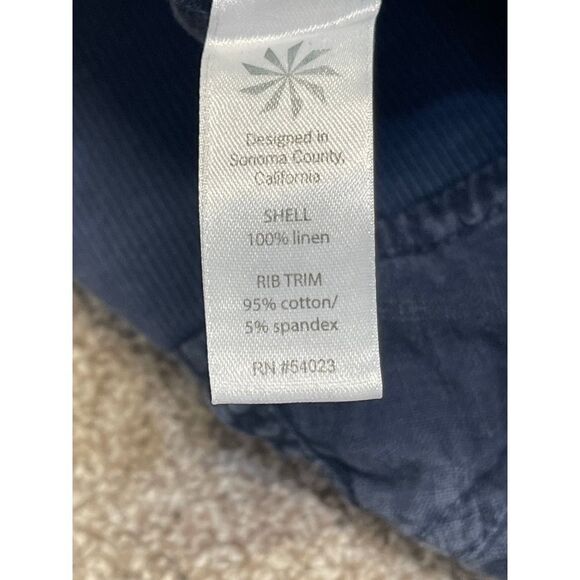 Designed in
Sonoma County,
California
SHELL
100% linen
RIB TRIM
95% cotton/
5% spandex
RN #54023